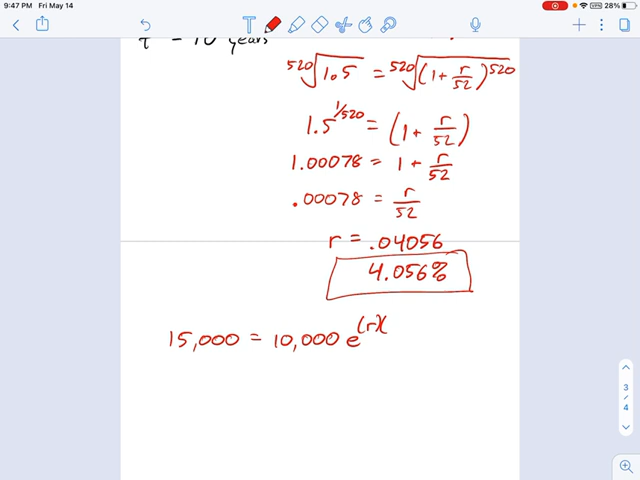 9:47 PM Fri May 14
28%
t = 10 years
⁵²⁰√1.5 = ⁵²⁰√(1 + r/52)⁵²⁰
1.5^1/520 = (1 + r/52)
1.00078 = 1 + r/52
.00078 = r/52
r = .04056
4.056%
15,000 = 10,000 e^(r)(
3/4